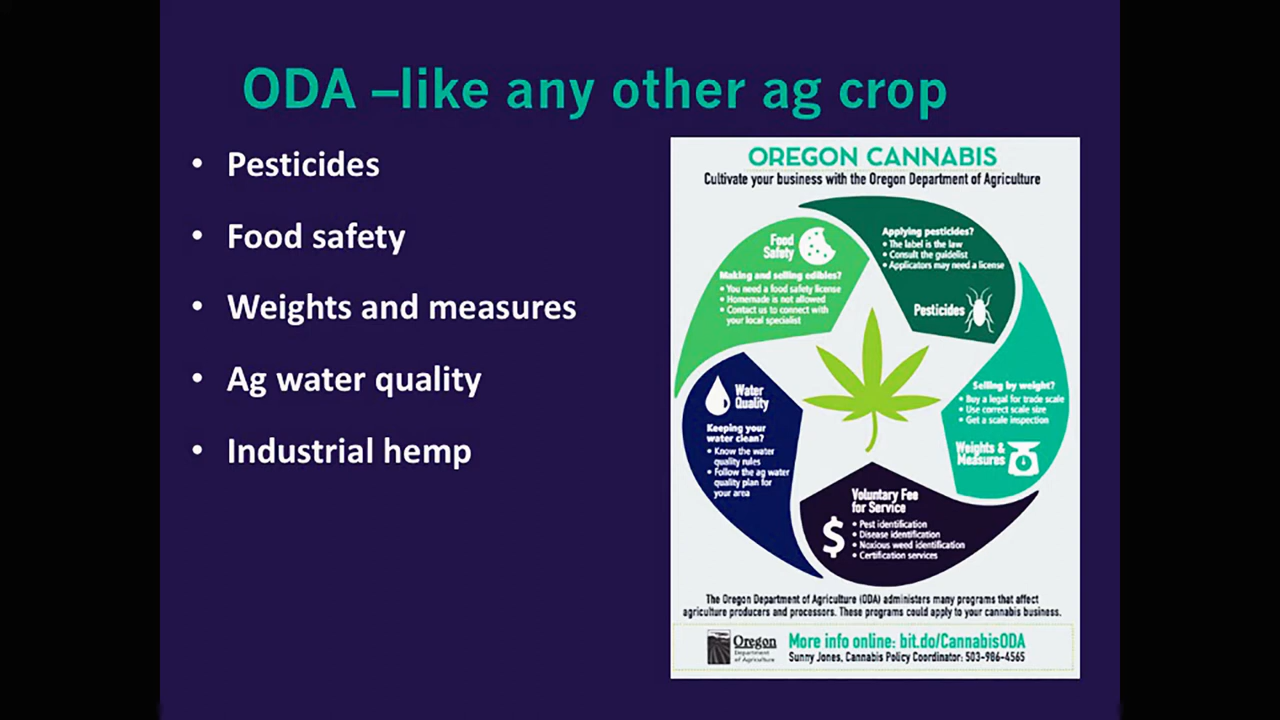 ODA –like any other ag crop
• Pesticides
• Food safety
• Weights and measures
• Ag water quality
• Industrial hemp
OREGON CANNABIS
Cultivate your business with the Oregon Department of Agriculture
Food
Safety
Making and selling edibles?
• You need a food safety license
• Homemade is not allowed
• Contact us to connect with
your local specialist
Applying pesticides?
• The label is the law
• Consult the guidelist
• Applicators may need a license
Pesticides
Selling by weight?
• Buy a legal for trade scale
• Use correct scale size
• Get a scale inspection
Weights &
Measures
Water
Quality
Keeping your
water clean?
• Know the water
quality rules
• Follow the ag water
quality plan for
your area
Voluntary Fee
for Service
$
• Pest identification
• Disease identification
• Noxious weed identification
• Certification services
The Oregon Department of Agriculture (ODA) administers many programs that affect
agriculture producers and processors. These programs could apply to your cannabis business.
Oregon
Department
of Agriculture
More info online: bit.do/CannabisODA
Sunny Jones, Cannabis Policy Coordinator: 503-986-4565